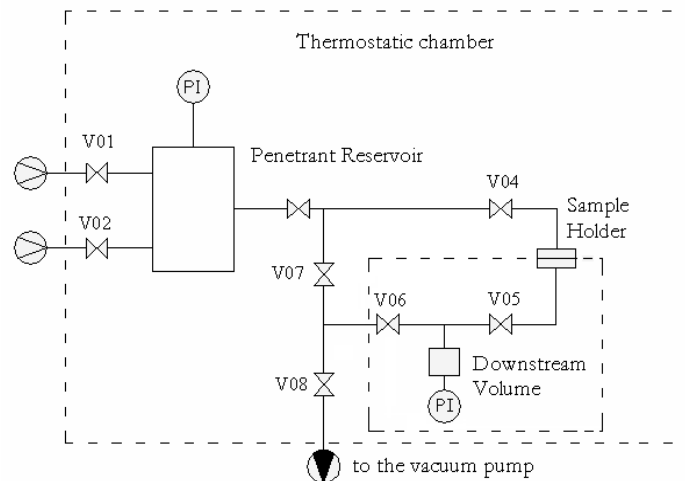 Thermostatic chamber
PI
V01
Penetrant Reservoir
V04
Sample
Holder
V02
V07
V06
V05
Downstream
Volume
V08
PI
to the vacuum pump